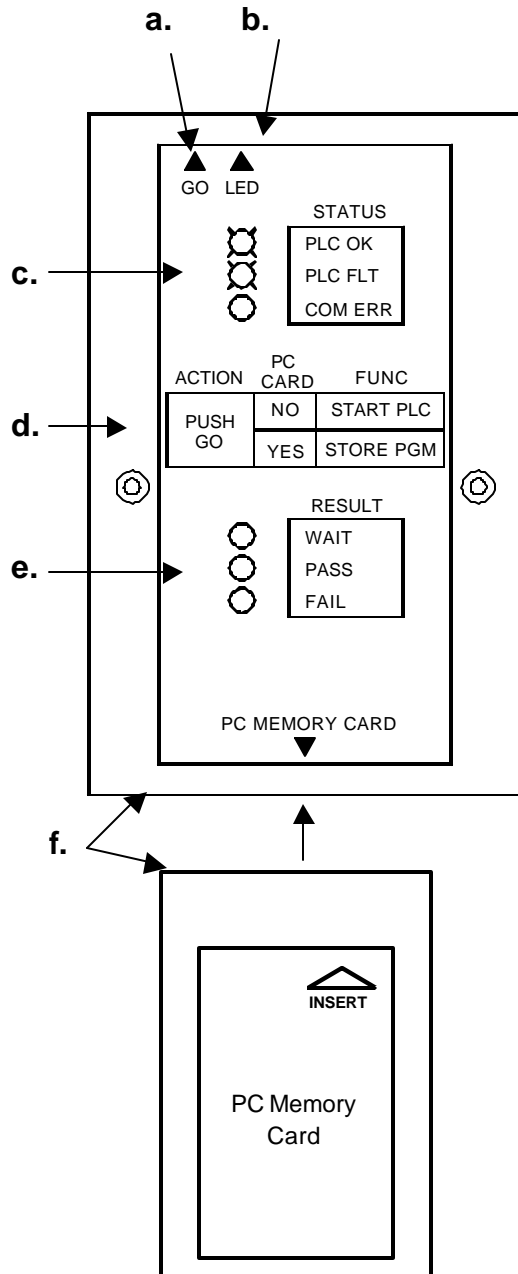 a. b.
GO LED
STATUS
PLC OK
c. PLC FLT
COM ERR
ACTION PC CARD FUNC
d. PUSH GO NO START PLC
YES STORE PGM
RESULT
WAIT
e. PASS
FAIL
PC MEMORY CARD
f.
INSERT
PC Memory
Card